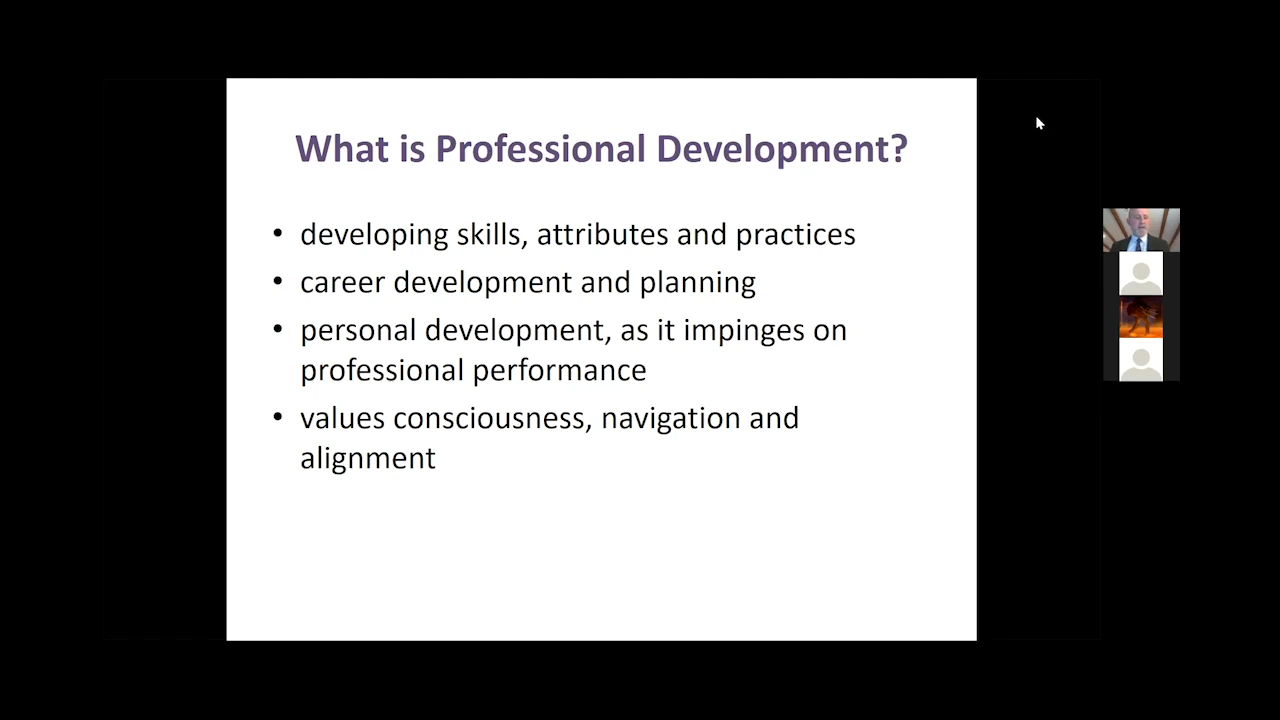 What is Professional Development?
• developing skills, attributes and practices
• career development and planning
• personal development, as it impinges on
professional performance
• values consciousness, navigation and
alignment